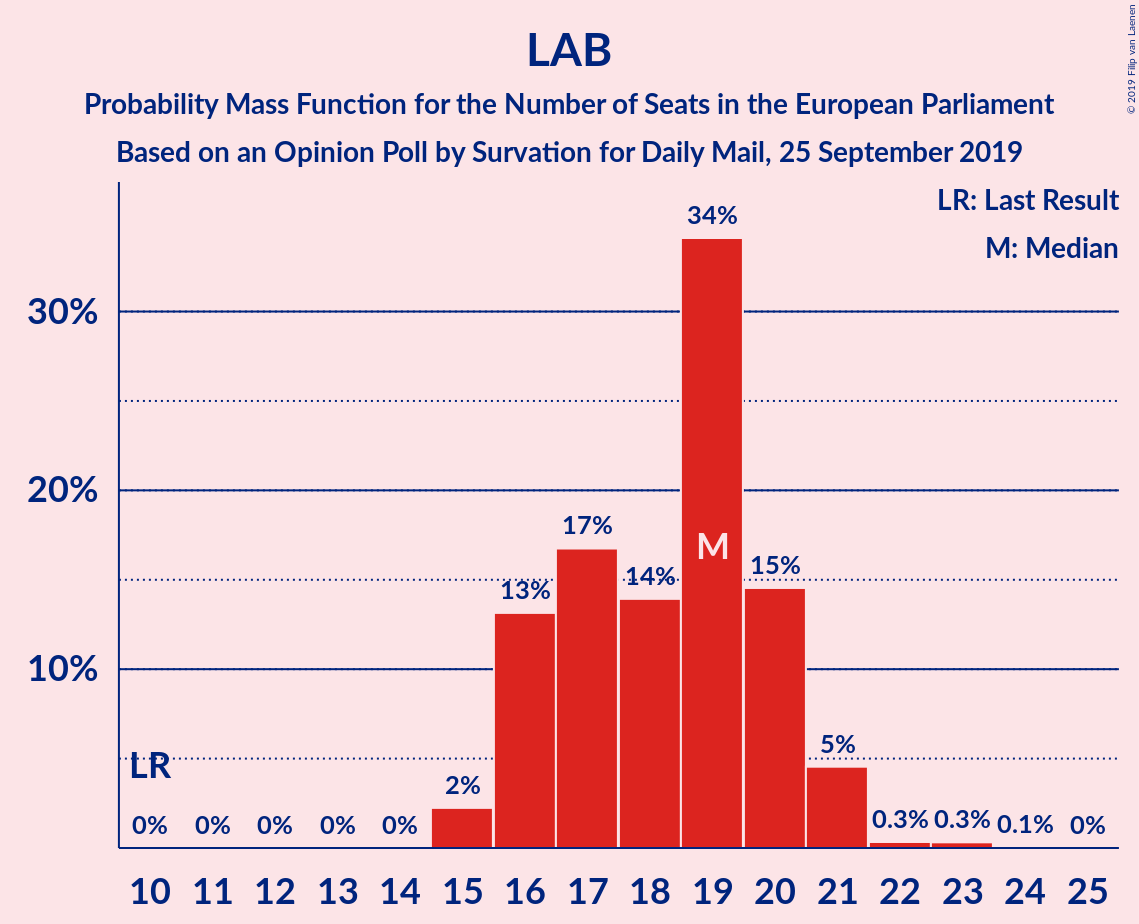 LAB
Probability Mass Function for the Number of Seats in the European Parliament
Based on an Opinion Poll by Survation for Daily Mail, 25 September 2019
© 2019 Filip van Laenen
LR: Last Result
M: Median
34%
30%
20%
17%
M
15%
14%
13%
10%
5%
LR
2%
0% 0% 0% 0% 0% 0.3% 0.3% 0.1% 0%
10 11 12 13 14 15 16 17 18 19 20 21 22 23 24 25